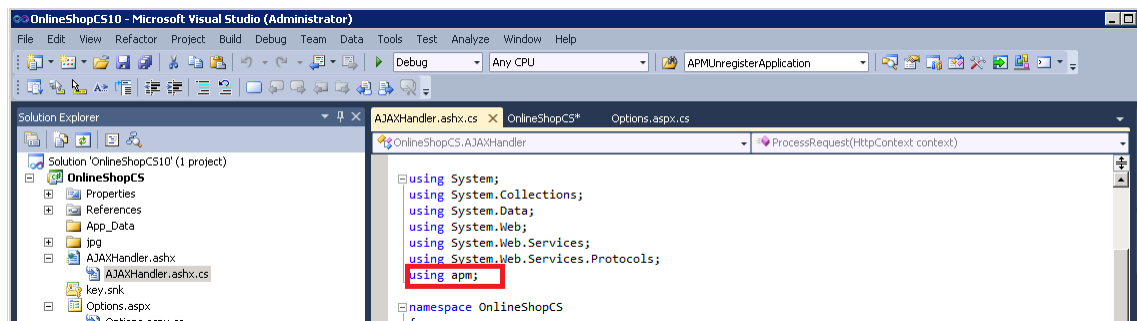 OnlineShopCS10 - Microsoft Visual Studio (Administrator)
File Edit View Refactor Project Build Debug Team Data Tools Test Analyze Window Help
Debug Any CPU APMUnregisterApplication
Solution Explorer
AJAXHandler.ashx.cs OnlineShopCS* Options.aspx.cs
OnlineShopCS.AJAXHandler ProcessRequest(HttpContext context)
Solution 'OnlineShopCS10' (1 project)
OnlineShopCS
Properties
References
App_Data
jpg
AJAXHandler.ashx
AJAXHandler.ashx.cs
key.snk
Options.aspx
Options.aspx.cs
using System;
using System.Collections;
using System.Data;
using System.Web;
using System.Web.Services;
using System.Web.Services.Protocols;
using apm;
namespace OnlineShopCS
{